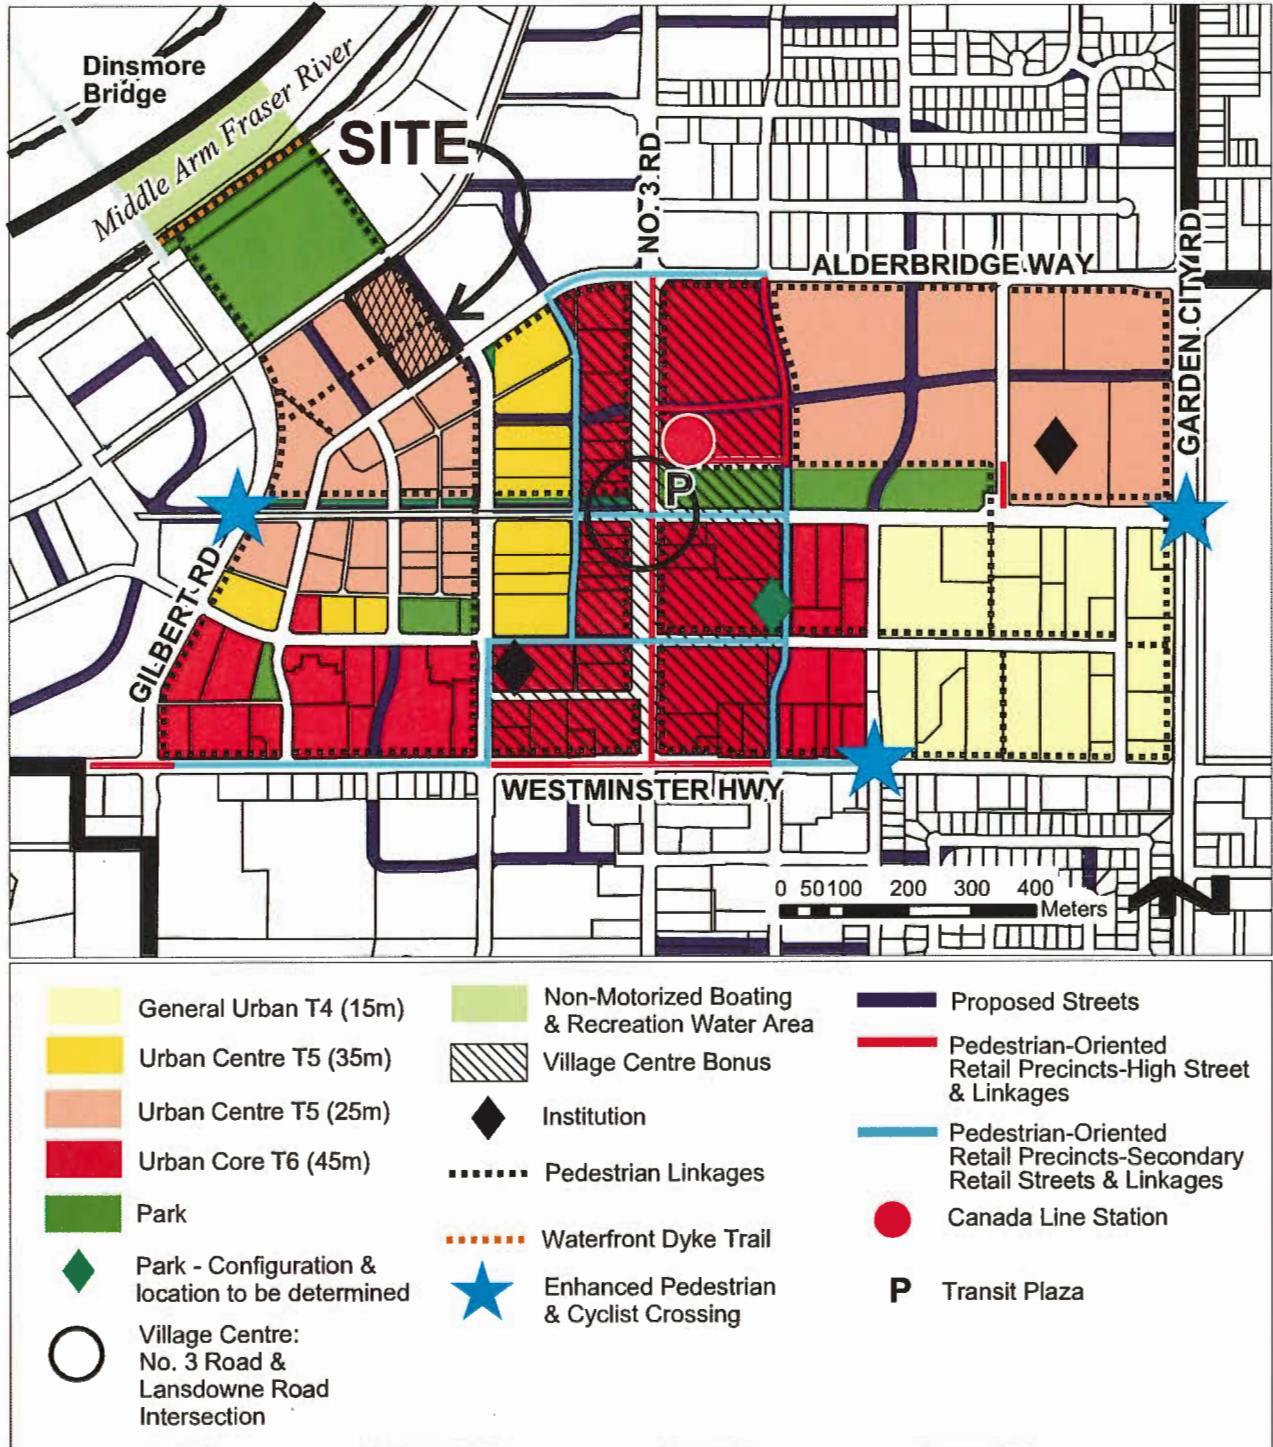 Dinsmore
Bridge
Middle Arm Fraser River
SITE
NO. 3 RD
ALDERBRIDGE WAY
GARDEN CITY RD
P
GILBERT RD
WESTMINSTER HWY
0 50 100 200 300 400
Meters
General Urban T4 (15m)
Urban Centre T5 (35m)
Urban Centre T5 (25m)
Urban Core T6 (45m)
Park
Park - Configuration &
location to be determined
Village Centre:
No. 3 Road &
Lansdowne Road
Intersection
Non-Motorized Boating
& Recreation Water Area
Village Centre Bonus
Institution
Pedestrian Linkages
Waterfront Dyke Trail
Enhanced Pedestrian
& Cyclist Crossing
Proposed Streets
Pedestrian-Oriented
Retail Precincts-High Street
& Linkages
Pedestrian-Oriented
Retail Precincts-Secondary
Retail Streets & Linkages
Canada Line Station
P Transit Plaza